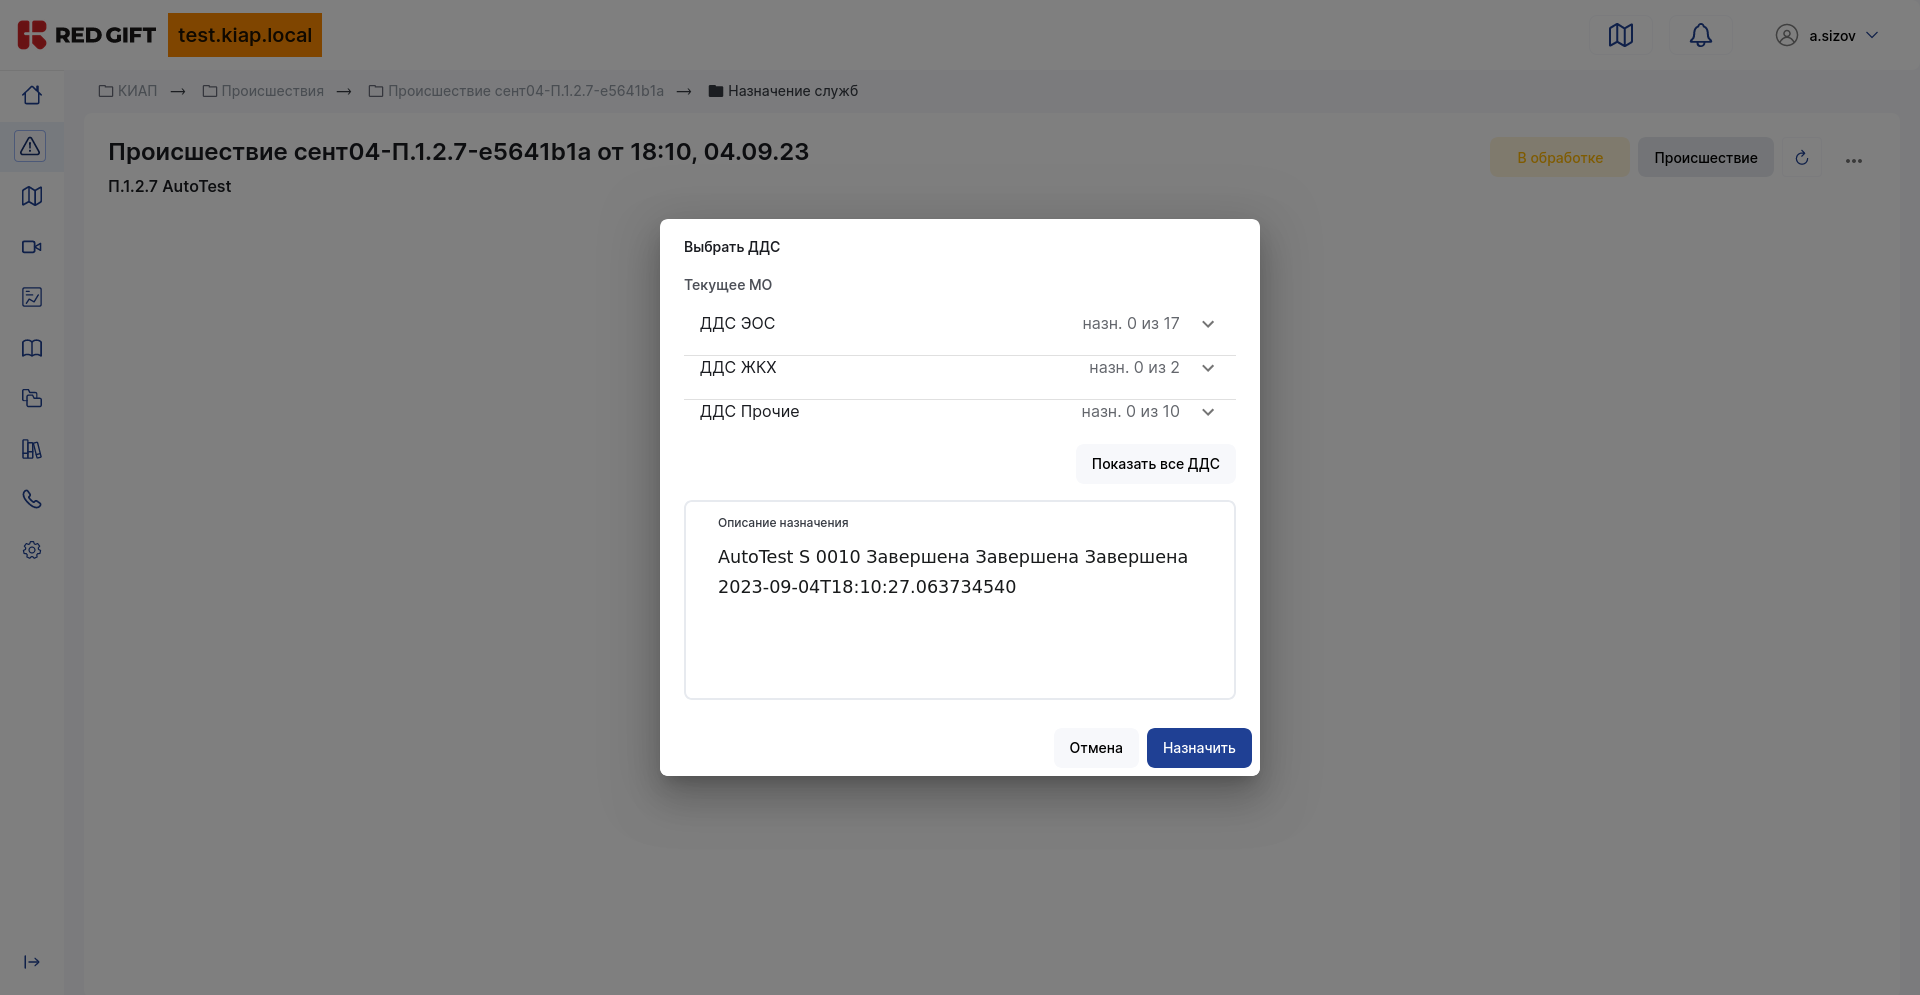 RED GIFT test.kiap.local a.sizov
КИАП → Происшествия → Происшествие сент04-П.1.2.7-e5641b1a → Назначение служб
Происшествие сент04-П.1.2.7-e5641b1a от 18:10, 04.09.23
В обработке Происшествие
П.1.2.7 AutoTest
Выбрать ДДС
Текущее МО
ДДС ЭОС назн. 0 из 17
ДДС ЖКХ назн. 0 из 2
ДДС Прочие назн. 0 из 10
Показать все ДДС
Описание назначения
AutoTest S 0010 Завершена Завершена Завершена
2023-09-04T18:10:27.063734540
Отмена Назначить